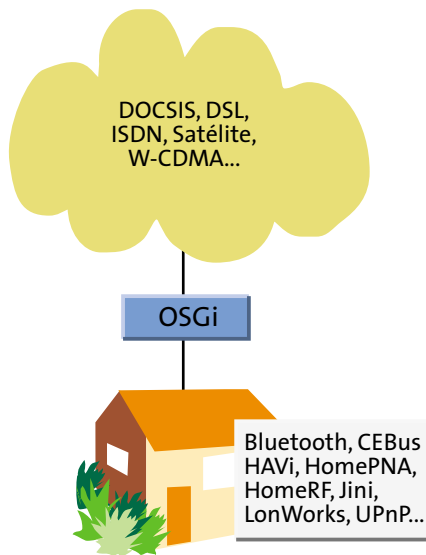 DOCSIS, DSL,
ISDN, Satélite,
W-CDMA...
OSGi
Bluetooth, CEBus
HAVi, HomePNA,
HomeRF, Jini,
LonWorks, UPnP...